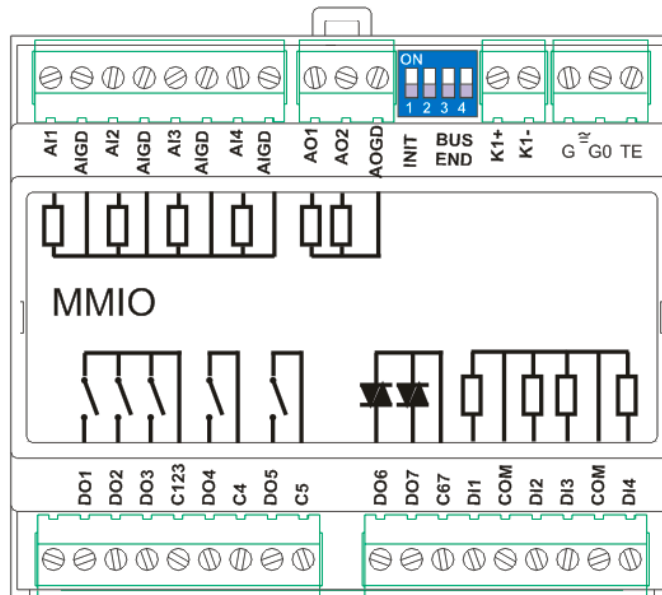 ON
1 2 3 4
AI1 AIGD AI2 AIGD AI3 AIGD AI4 AIGD AO1 AO2 AOGD INIT BUS END K1+ K1- G G0 TE
MMIO
DO1 DO2 DO3 C123 DO4 C4 DO5 C5 DO6 DO7 C67 DI1 COM DI2 DI3 COM DI4